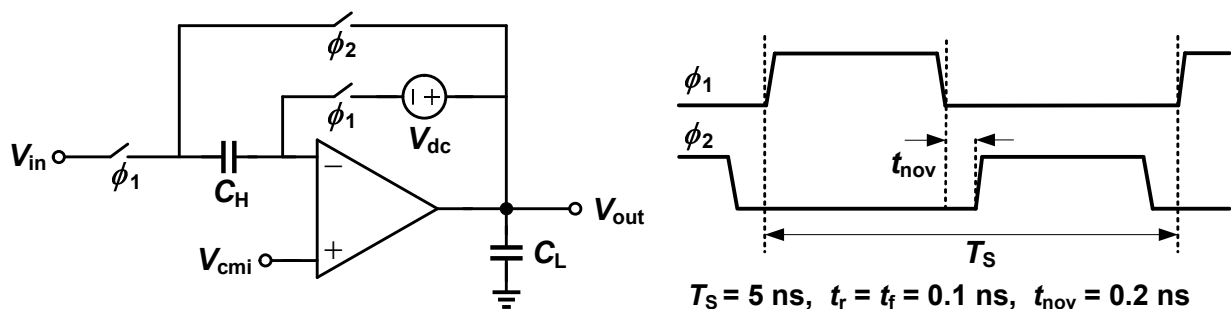 ϕ2
ϕ1
Vdc
Vin
ϕ1
CH
−
+
Vcmi
Vout
CL
ϕ1
ϕ2
tnov
TS
TS = 5 ns, tr = tf = 0.1 ns, tnov = 0.2 ns